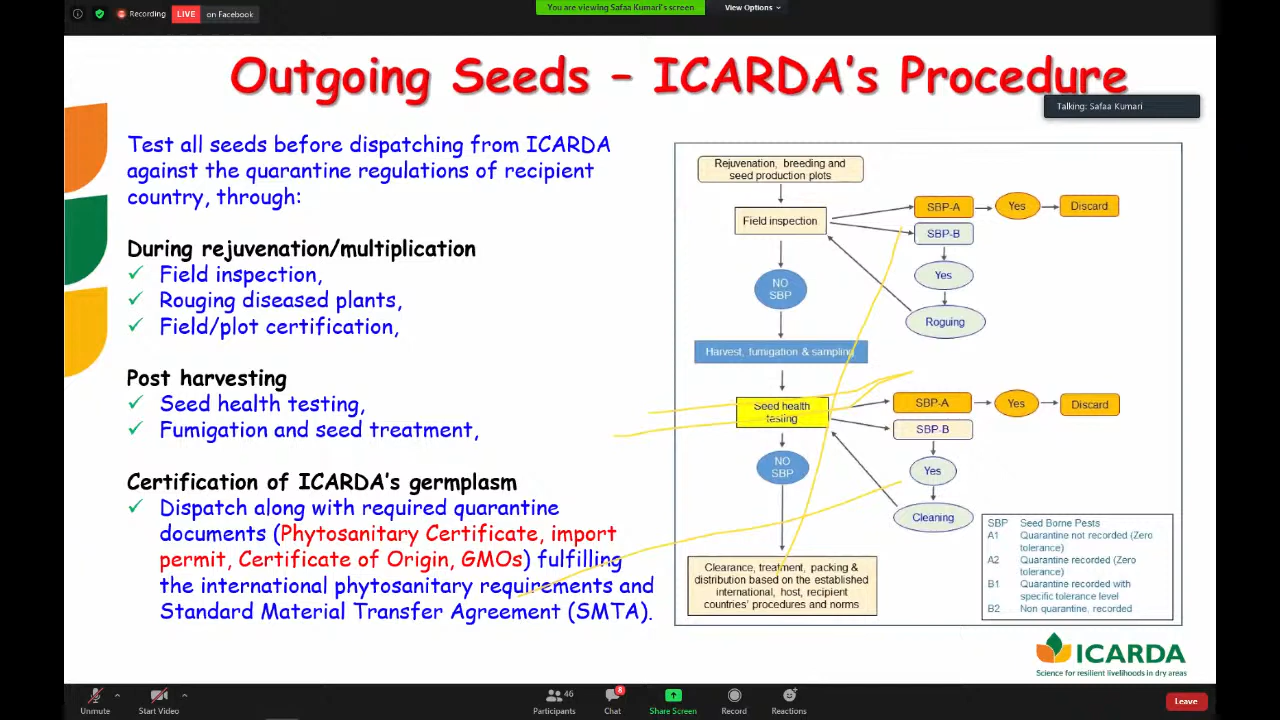 Recording
LIVE
on Facebook
You are viewing Safaa Kumari's screen
View Options
Outgoing Seeds – ICARDA's Procedure
Talking: Safaa Kumari
Test all seeds before dispatching from ICARDA
against the quarantine regulations of recipient
country, through:
During rejuvenation/multiplication
✓ Field inspection,
✓ Rouging diseased plants,
✓ Field/plot certification,
Post harvesting
✓ Seed health testing,
✓ Fumigation and seed treatment,
Certification of ICARDA's germplasm
✓ Dispatch along with required quarantine
documents (Phytosanitary Certificate, import
permit, Certificate of Origin, GMOs) fulfilling
the international phytosanitary requirements and
Standard Material Transfer Agreement (SMTA).
Rejuvenation, breeding and
seed production plots
Field inspection
SBP-A
Yes
Discard
SBP-B
Yes
Roguing
NO
SBP
Harvest, fumigation & sampling
Seed health
testing
SBP-A
Yes
Discard
SBP-B
Yes
Cleaning
NO
SBP
Clearance, treatment, packing &
distribution based on the established
international, host, recipient
countries' procedures and norms
SBP Seed Borne Pests
A1 Quarantine not recorded (Zero
tolerance)
A2 Quarantine recorded (Zero
tolerance)
B1 Quarantine recorded with
specific tolerance level
B2 Non quarantine, recorded
ICARDA
Science for resilient livelihoods in dry areas
Unmute
Start Video
46
Participants
8
Chat
Share Screen
Record
Reactions
Leave